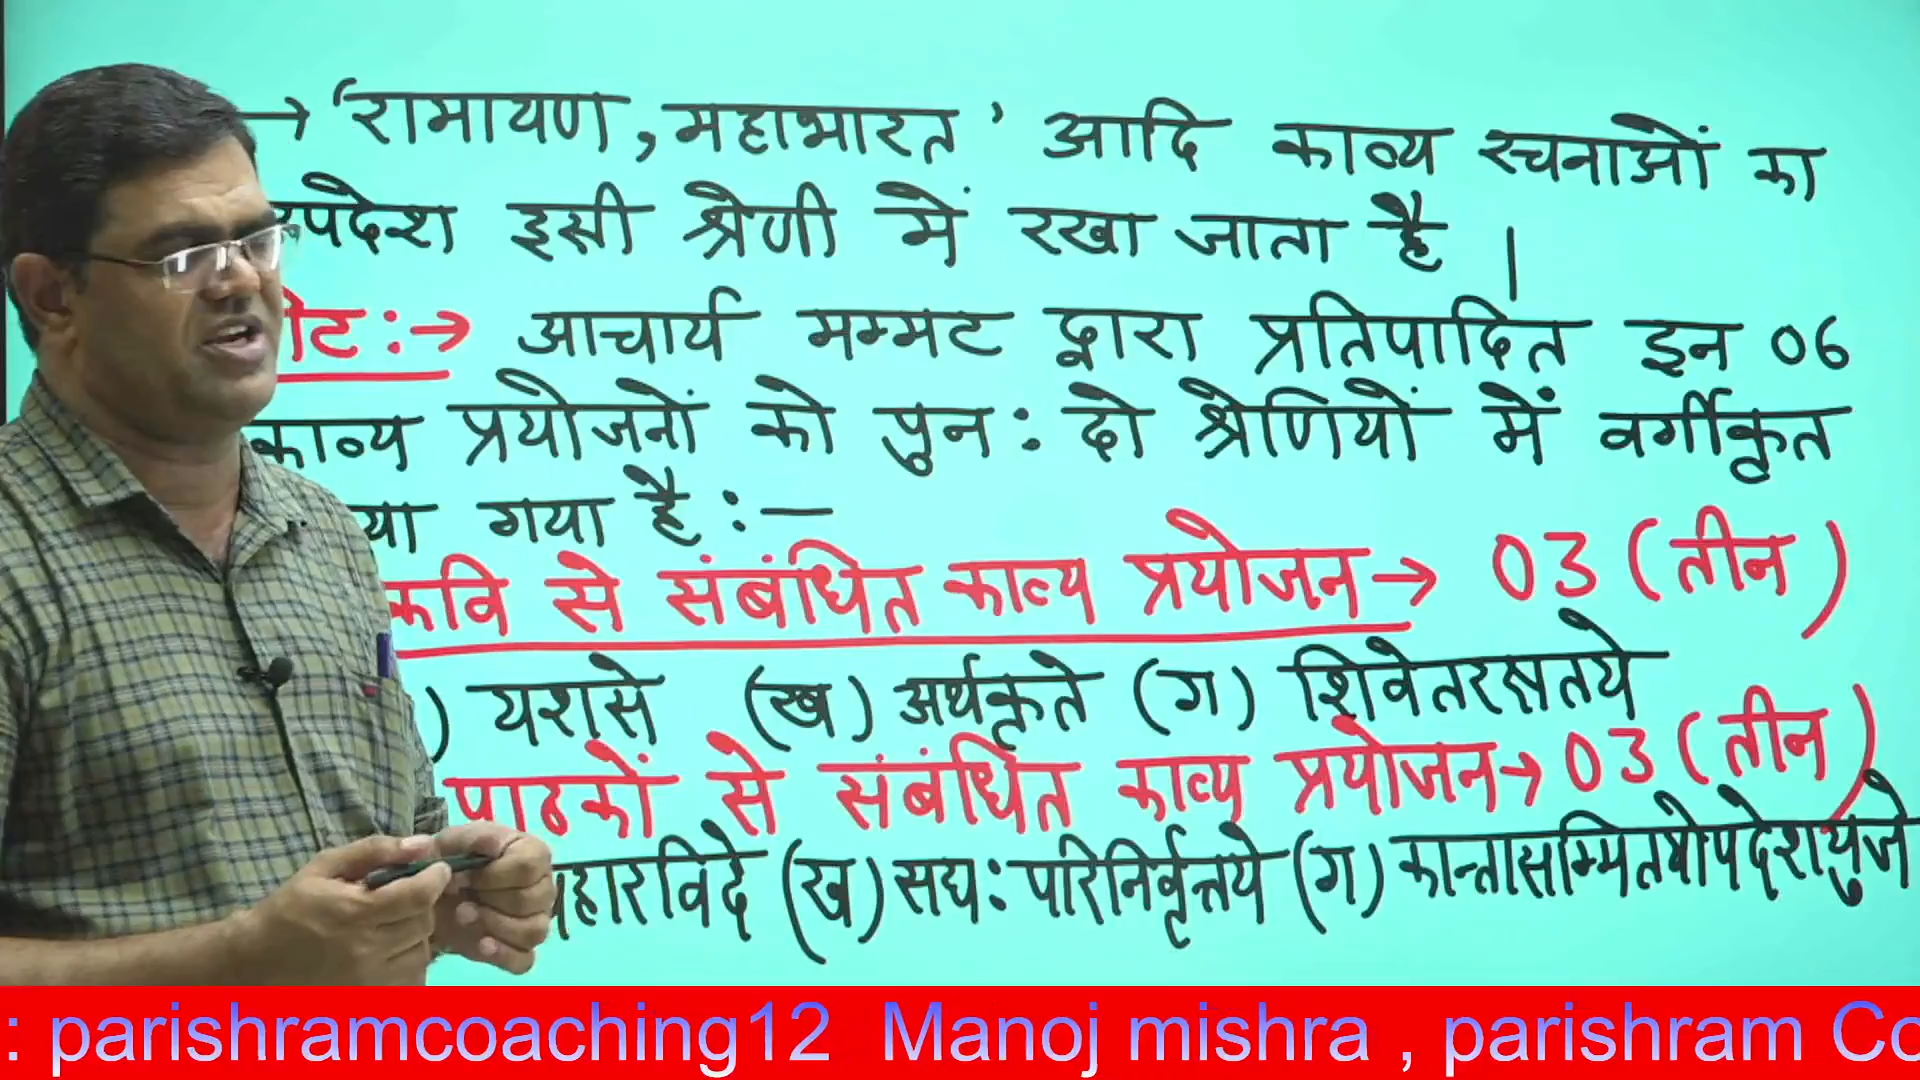 → 'रामायण, महाभारत' आदि काव्य रचनाओं का
उपदेश इसी श्रेणी में रखा जाता है |
नोट :→ आचार्य मम्मट द्वारा प्रतिपादित इन 06
काव्य प्रयोजनों को पुन: दो श्रेणियों में वर्गीकृत
या गया है :—
कवि से संबंधित काव्य प्रयोजन → 03 (तीन)
) यशसे (ख) अर्थकृते (ग) शिवेतरक्षतये
पाठकों से संबंधित काव्य प्रयोजन → 03 (तीन)
वहारविदे (ख) सद्य: परिनिर्वृत्तये (ग) कान्तासम्मिततयोपदेशयुजे
: parishramcoaching12 Manoj mishra , parishram Co